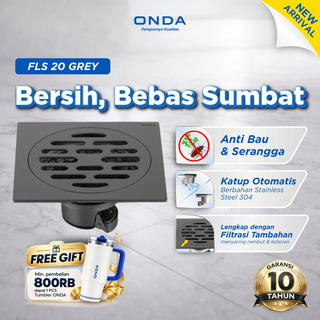 ONDA
Pelopornya Kualitas
NEW
ARRIVAL
FLS 20 GREY
Bersih, Bebas Sumbat
Anti Bau
& Serangga
Katup Otomatis
Berbahan Stainless
Steel 304
Lengkap dengan
Filtrasi Tambahan
menyaring rambut & kotoran
FREE GIFT
Min. pembelian
800RB
dapat 1 PCS
Tumbler ONDA
ONDA
GARANSI
10
TAHUN